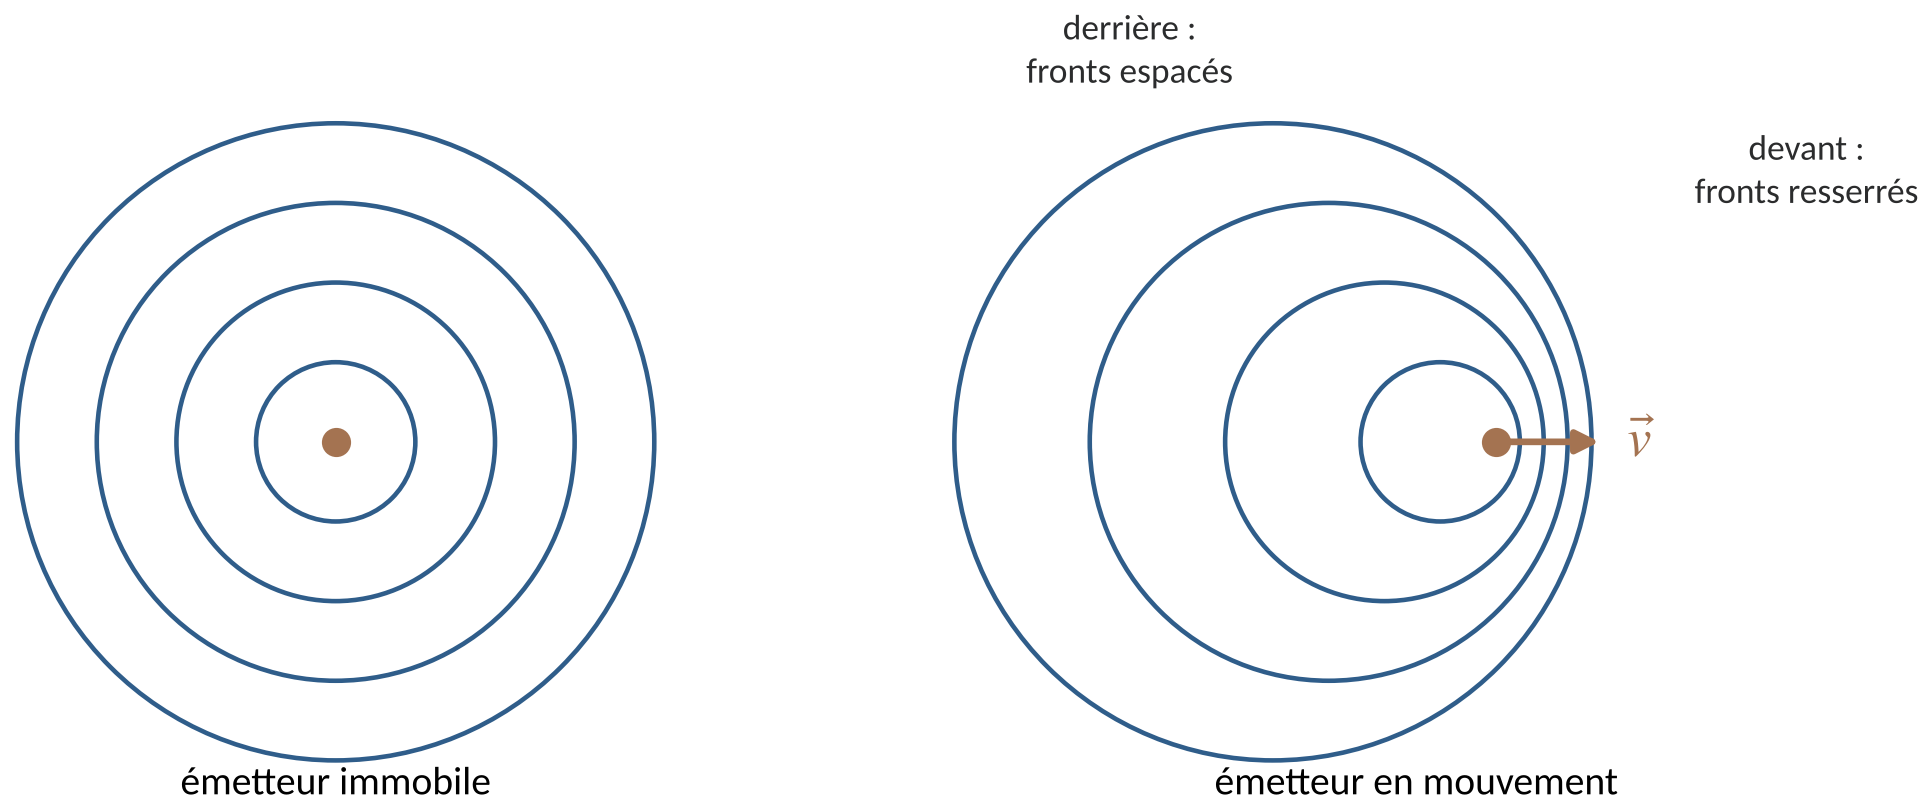 derrière :
fronts espacés
devant :
fronts resserrés
v⃗
émetteur immobile
émetteur en mouvement